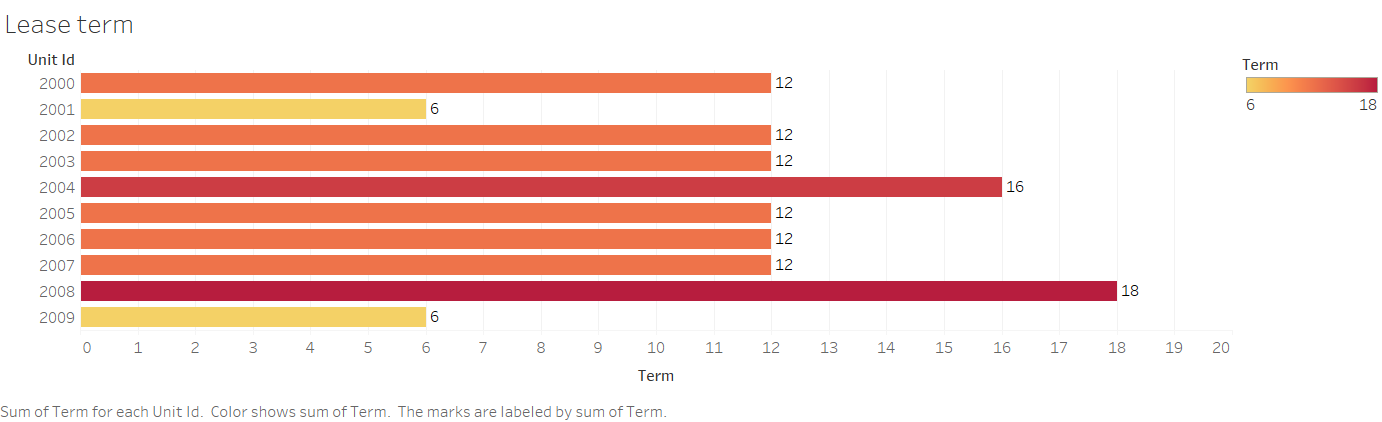 Lease term
Unit Id
2000 12
2001 6
2002 12
2003 12
2004 16
2005 12
2006 12
2007 12
2008 18
2009 6
0 1 2 3 4 5 6 7 8 9 10 11 12 13 14 15 16 17 18 19 20
Term
Term
6 18
Sum of Term for each Unit Id. Color shows sum of Term. The marks are labeled by sum of Term.